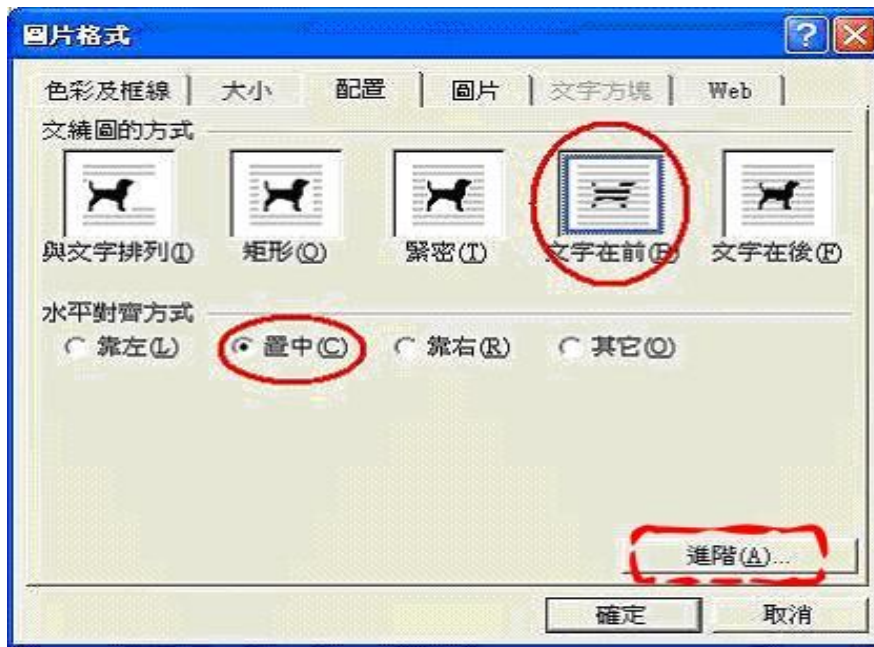 圖片格式
色彩及框線 大小 配置 圖片 文字方塊 Web
文繞圖的方式
與文字排列(I) 矩形(Q) 緊密(T) 文字在前(B) 文字在後(F)
水平對齊方式
靠左(L) 置中(C) 靠右(R) 其它(O)
進階(A)...
確定 取消